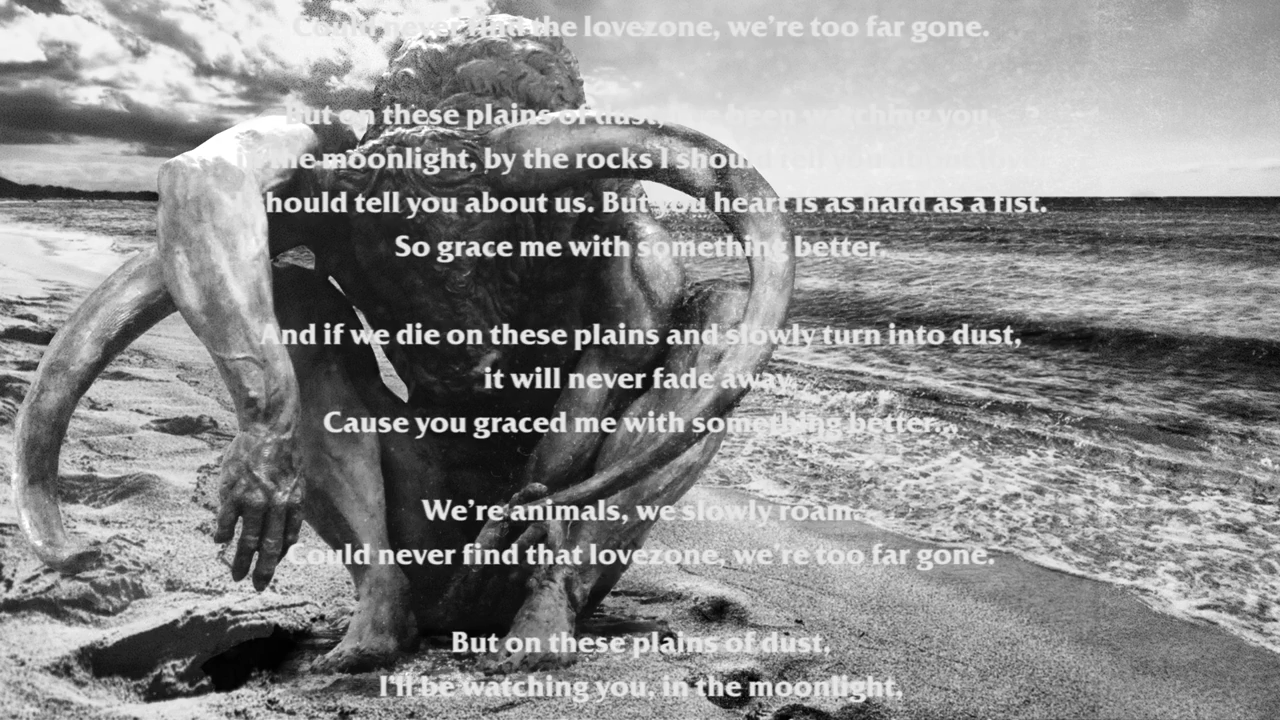 Could never find the lovezone, we're too far gone.
But on these plains of dust, I've been watching you,
in the moonlight, by the rocks I should tell
should tell you about us. But you heart is as hard as a fist.
So grace me with something better,
And if we die on these plains and slowly turn into dust,
it will never fade away.
Cause you graced me with something better...
We're animals, we slowly roam.
Could never find that lovezone, we're too far gone.
But on these plains of dust,
I'll be watching you, in the moonlight,